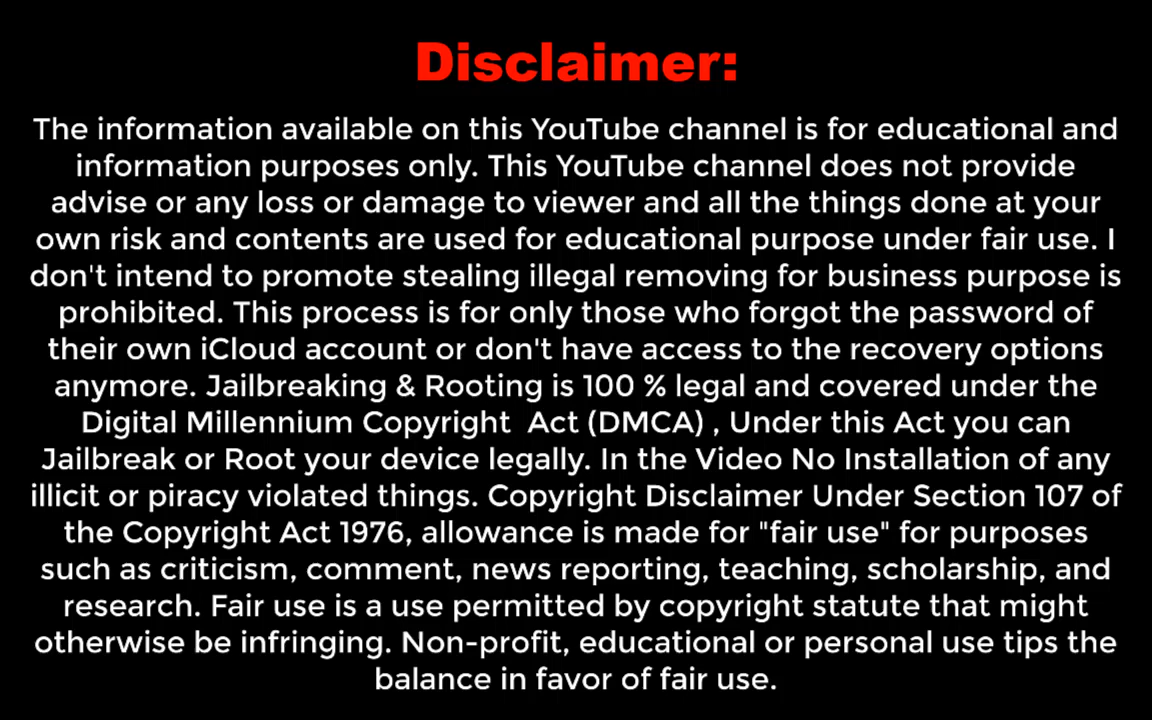 Disclaimer:
The information available on this YouTube channel is for educational and
information purposes only. This YouTube channel does not provide
advise or any loss or damage to viewer and all the things done at your
own risk and contents are used for educational purpose under fair use. I
don't intend to promote stealing illegal removing for business purpose is
prohibited. This process is for only those who forgot the password of
their own iCloud account or don't have access to the recovery options
anymore. Jailbreaking & Rooting is 100 % legal and covered under the
Digital Millennium Copyright  Act (DMCA) , Under this Act you can
Jailbreak or Root your device legally. In the Video No Installation of any
illicit or piracy violated things. Copyright Disclaimer Under Section 107 of
the Copyright Act 1976, allowance is made for "fair use" for purposes
such as criticism, comment, news reporting, teaching, scholarship, and
research. Fair use is a use permitted by copyright statute that might
otherwise be infringing. Non-profit, educational or personal use tips the
balance in favor of fair use.